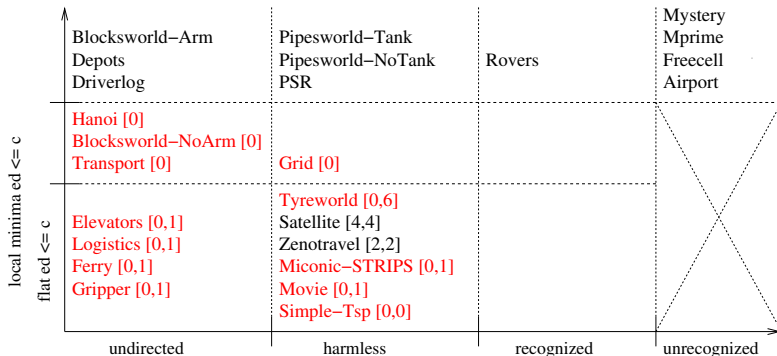 Mystery
Blocksworld−Arm Pipesworld−Tank Mprime
Depots Pipesworld−NoTank Rovers Freecell
Driverlog PSR Airport
Hanoi [0]
Blocksworld−NoArm [0]
Transport [0] Grid [0]
Tyreworld [0,6]
Elevators [0,1] Satellite [4,4]
Logistics [0,1] Zenotravel [2,2]
Ferry [0,1] Miconic−STRIPS [0,1]
Gripper [0,1] Movie [0,1]
Simple−Tsp [0,0]
local minima ed <= c
flat ed <= c
undirected harmless recognized unrecognized